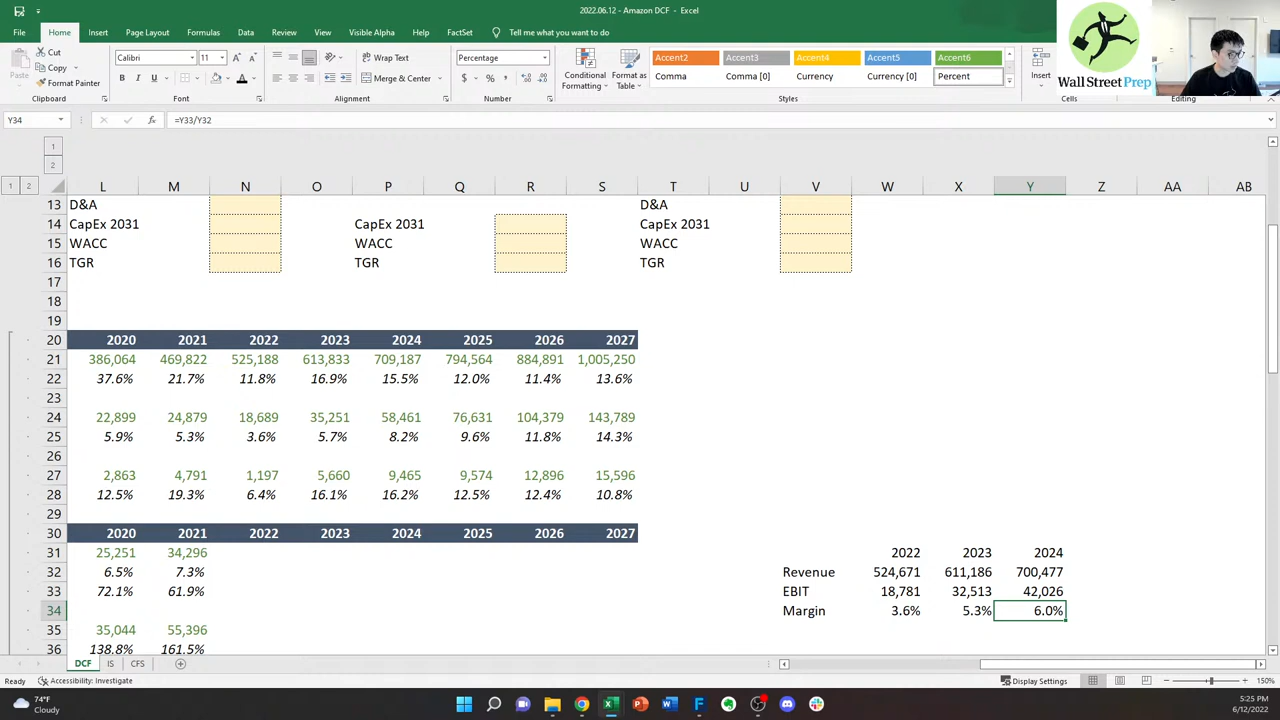 2022.06.12 - Amazon DCF - Excel
File Home Insert Page Layout Formulas Data Review View Visible Alpha Help FactSet Tell me what you want to do
Cut
Copy
Format Painter
Paste
Clipboard
Calibri 11
B I U
Font
Wrap Text
Merge & Center
Alignment
Percentage
$ % ,
Number
Conditional Formatting
Format as Table
Accent2 Accent3 Accent4 Accent5 Accent6
Comma Comma [0] Currency Currency [0] Percent
Styles
Insert
Cells
Editing
Wall Street Prep
Y34 fx =Y33/Y32
1
2
1 2 L M N O P Q R S T U V W X Y Z AA AB
13 D&A D&A
14 CapEx 2031 CapEx 2031 CapEx 2031
15 WACC WACC WACC
16 TGR TGR TGR
17
18
19
20 2020 2021 2022 2023 2024 2025 2026 2027
21 386,064 469,822 525,188 613,833 709,187 794,564 884,891 1,005,250
22 37.6% 21.7% 11.8% 16.9% 15.5% 12.0% 11.4% 13.6%
23
24 22,899 24,879 18,689 35,251 58,461 76,631 104,379 143,789
25 5.9% 5.3% 3.6% 5.7% 8.2% 9.6% 11.8% 14.3%
26
27 2,863 4,791 1,197 5,660 9,465 9,574 12,896 15,596
28 12.5% 19.3% 6.4% 16.1% 16.2% 12.5% 12.4% 10.8%
29
30 2020 2021 2022 2023 2024 2025 2026 2027
31 25,251 34,296 2022 2023 2024
32 6.5% 7.3% Revenue 524,671 611,186 700,477
33 72.1% 61.9% EBIT 18,781 32,513 42,026
34 Margin 3.6% 5.3% 6.0%
35 35,044 55,396
36 138.8% 161.5%
DCF IS CFS
Ready Accessibility: Investigate Display Settings 150%
74°F
Cloudy
5:25 PM
6/12/2022